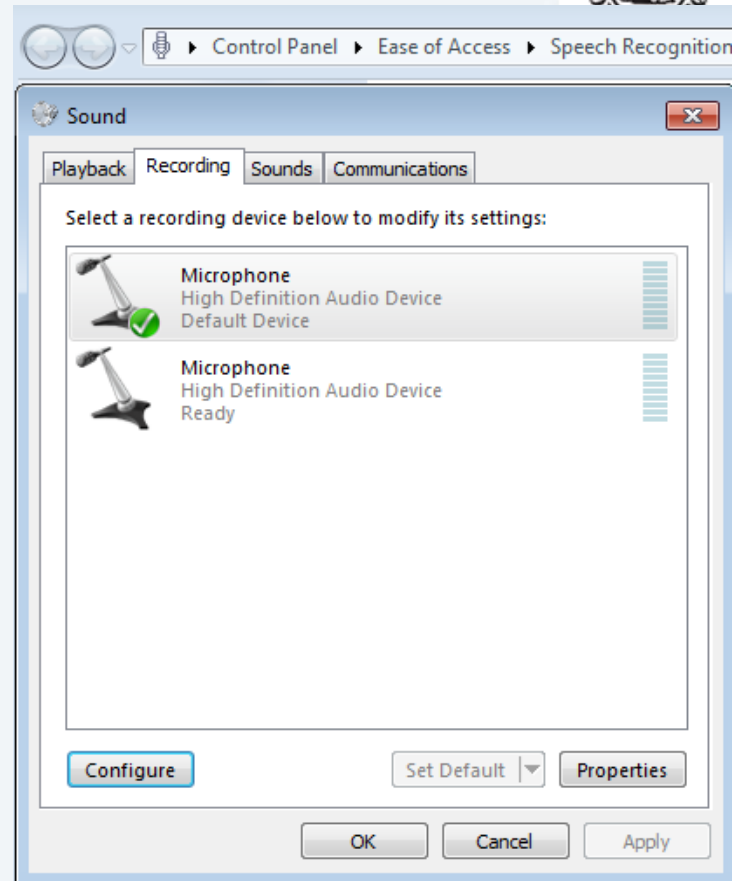 Control Panel ▸ Ease of Access ▸ Speech Recognition
Sound
Playback Recording Sounds Communications
Select a recording device below to modify its settings:
Microphone
High Definition Audio Device
Default Device
Microphone
High Definition Audio Device
Ready
Configure Set Default Properties
OK Cancel Apply